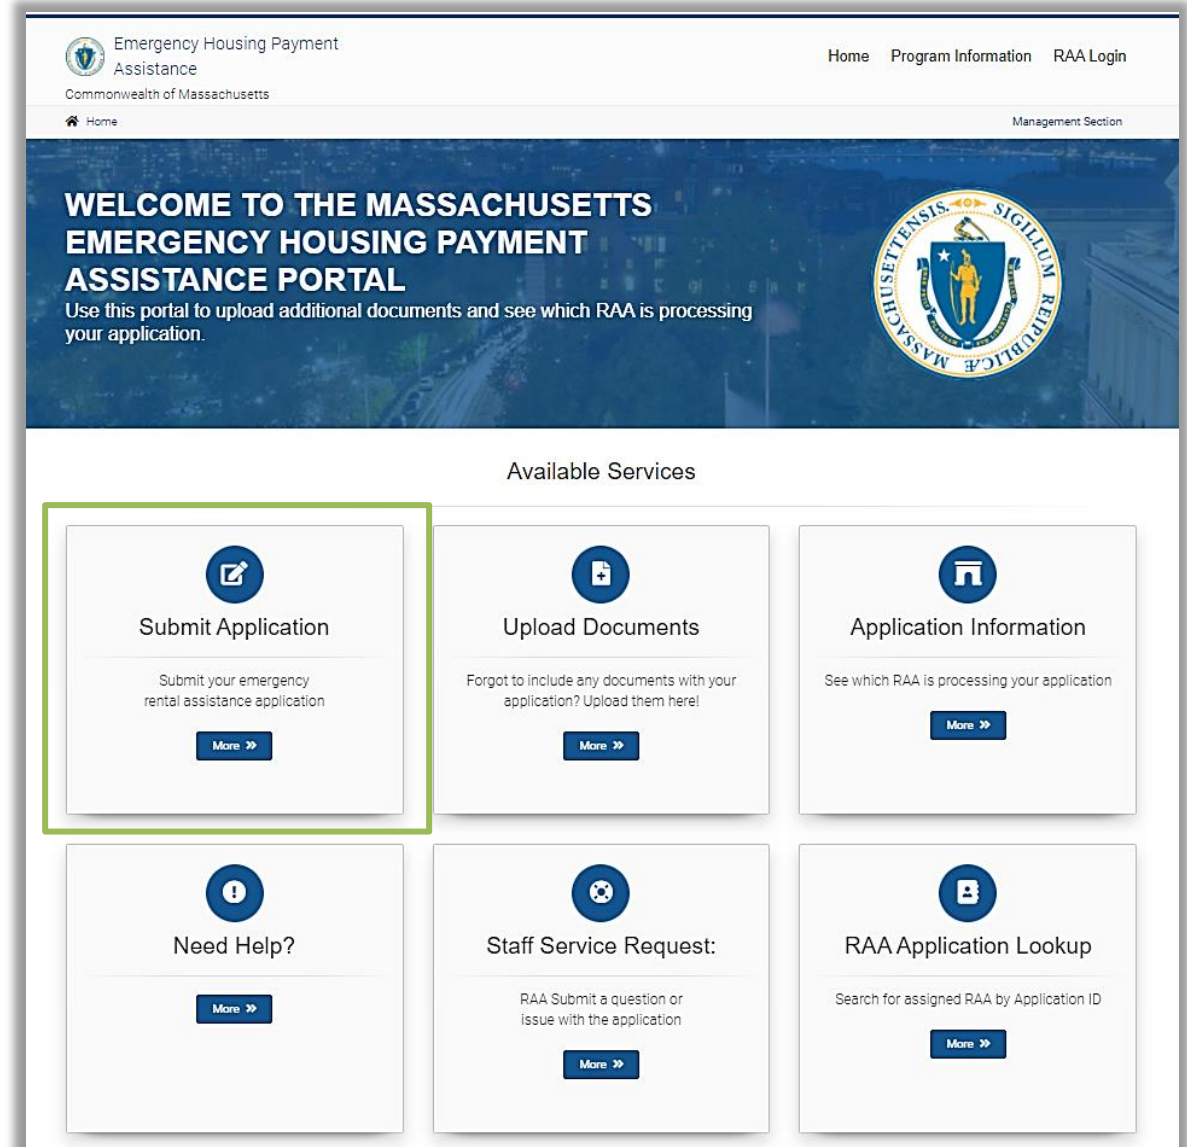 Emergency Housing Payment
Assistance
Commonwealth of Massachusetts
Home Program Information RAA Login
Home
Management Section
WELCOME TO THE MASSACHUSETTS
EMERGENCY HOUSING PAYMENT
ASSISTANCE PORTAL
Use this portal to upload additional documents and see which RAA is processing
your application.
SIGILLUM REIPUBLICÆ MASSACHUSETTENSIS.
Available Services
Submit Application
Submit your emergency
rental assistance application
More »
Upload Documents
Forgot to include any documents with your
application? Upload them here!
More »
Application Information
See which RAA is processing your application
More »
Need Help?
More »
Staff Service Request:
RAA Submit a question or
issue with the application
More »
RAA Application Lookup
Search for assigned RAA by Application ID
More »